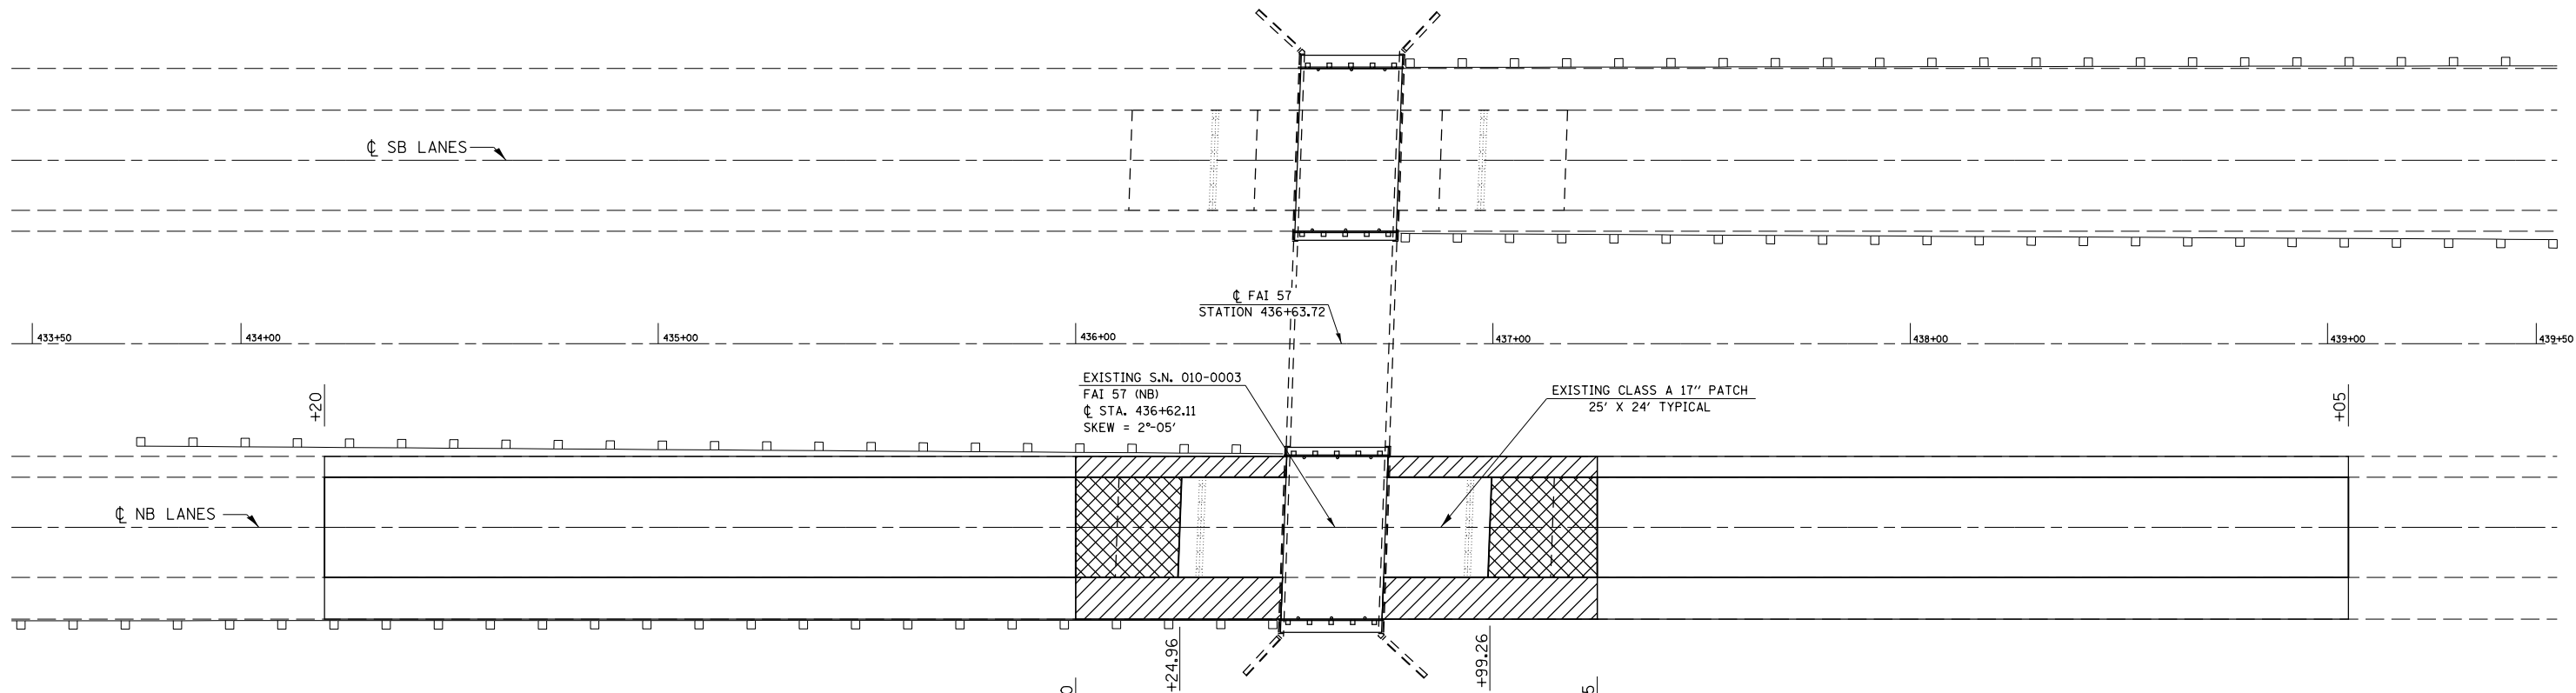 ℄ SB LANES
℄ FAI 57
STATION 436+63.72
433+50
434+00
435+00
436+00
437+00
438+00
439+00
439+50
EXISTING S.N. 010-0003
FAI 57 (NB)
℄ STA. 436+62.11
SKEW = 2°-05'
EXISTING CLASS A 17" PATCH
25' X 24' TYPICAL
+20
+05
℄ NB LANES
+24.96
+99.26